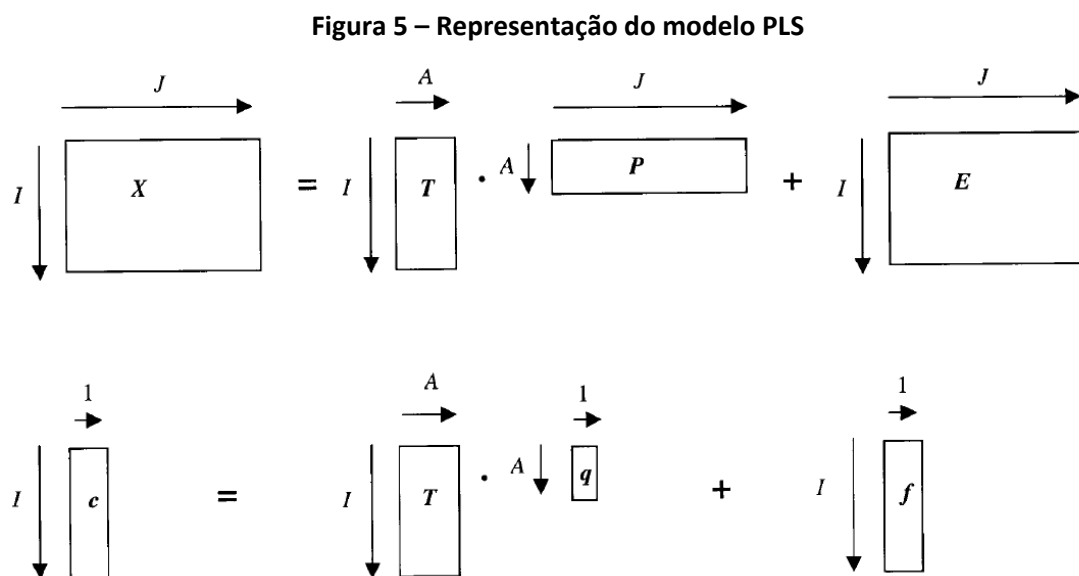 Figura 5 – Representação do modelo PLS
J A J J
I X = I T . A P + I E
1 A 1 1
I c = I T . A q + I f